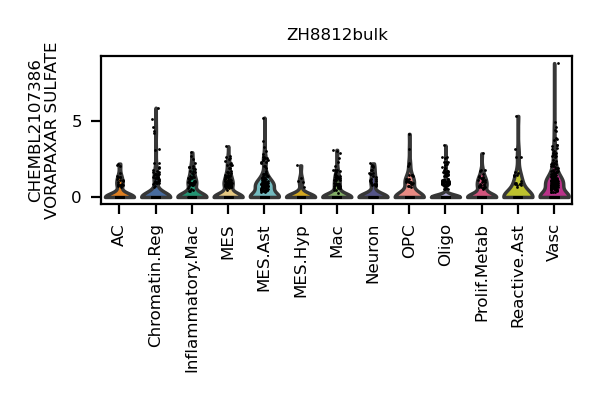 ZH8812bulk
CHEMBL2107386
VORAPAXAR SULFATE
5
0
AC
Chromatin.Reg
Inflammatory.Mac
MES
MES.Ast
MES.Hyp
Mac
Neuron
OPC
Oligo
Prolif.Metab
Reactive.Ast
Vasc